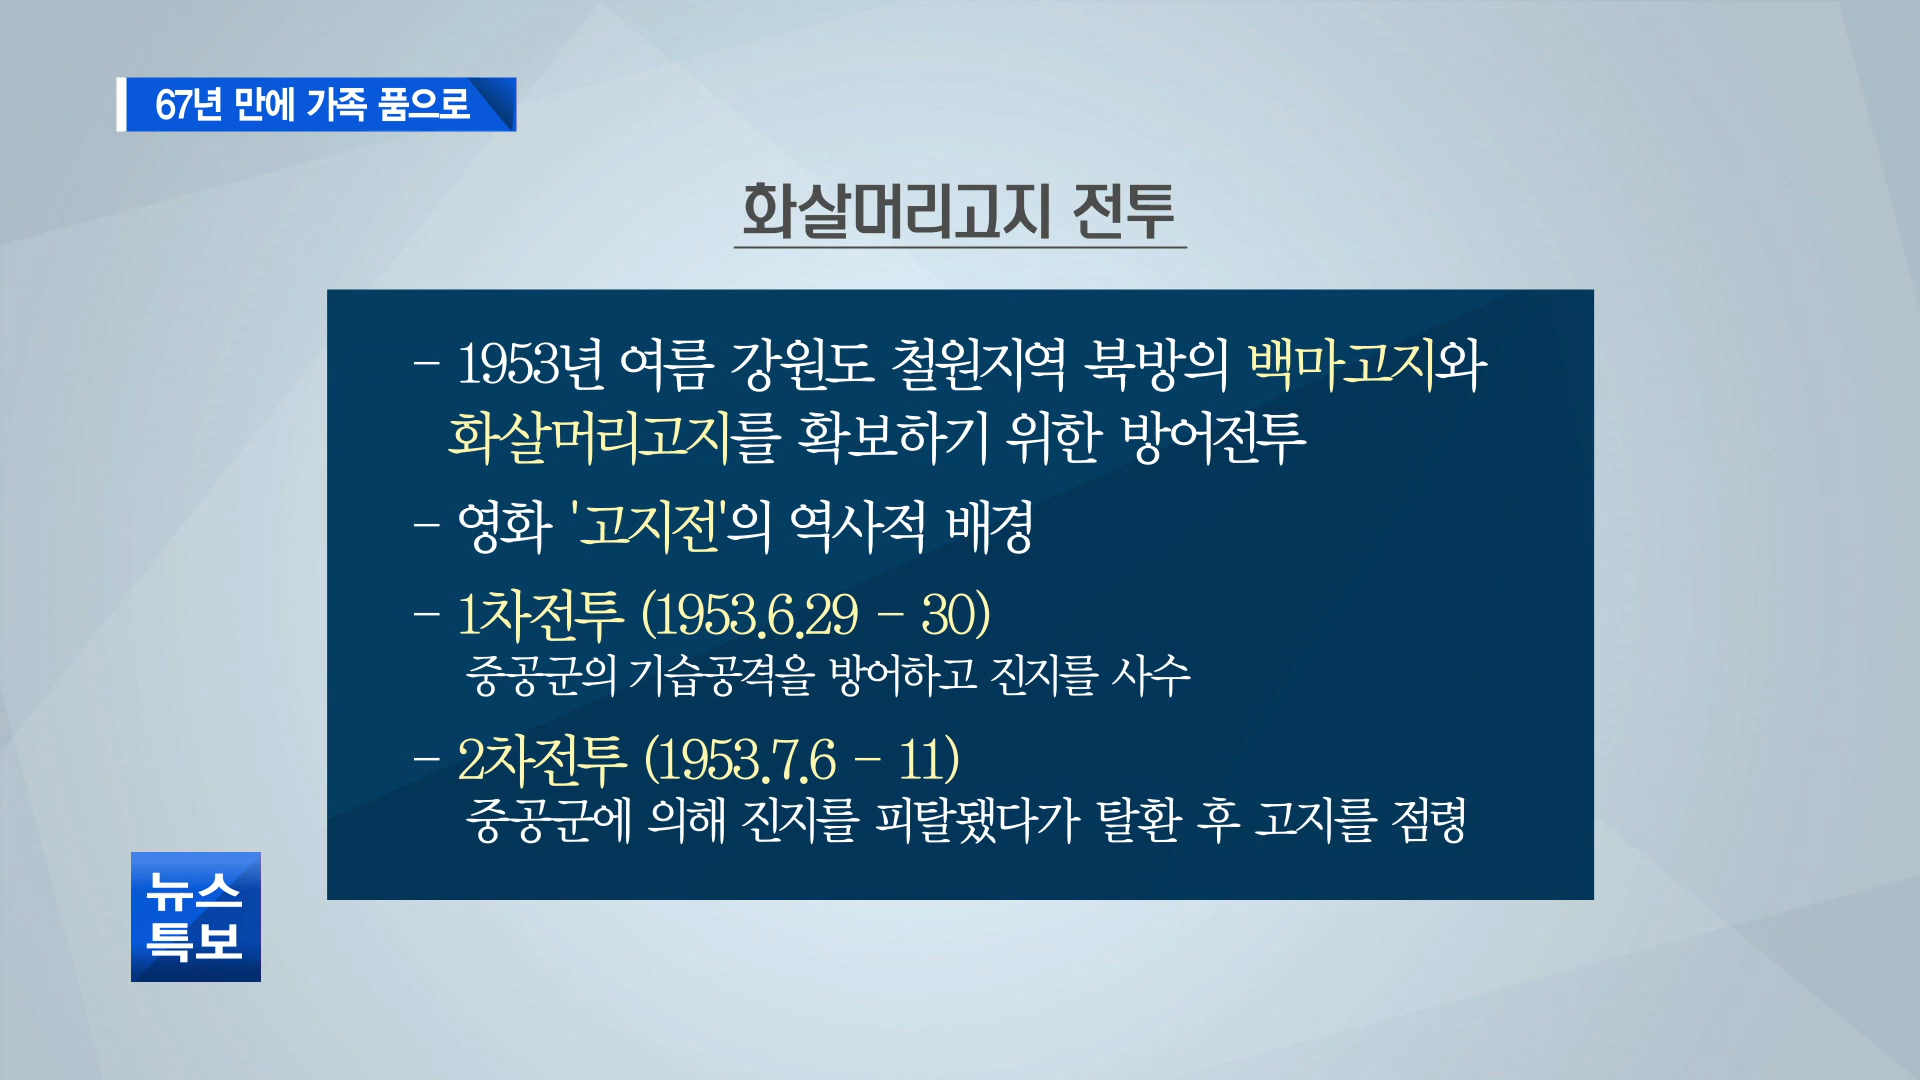 67년 만에 가족 품으로
화살머리고지 전투
- 1953년 여름 강원도 철원지역 북방의 백마고지와
화살머리고지를 확보하기 위한 방어전투
- 영화 '고지전'의 역사적 배경
- 1차전투 (1953.6.29 - 30)
중공군의 기습공격을 방어하고 진지를 사수
- 2차전투 (1953.7.6 - 11)
중공군에 의해 진지를 피탈됐다가 탈환 후 고지를 점령
뉴스
특보